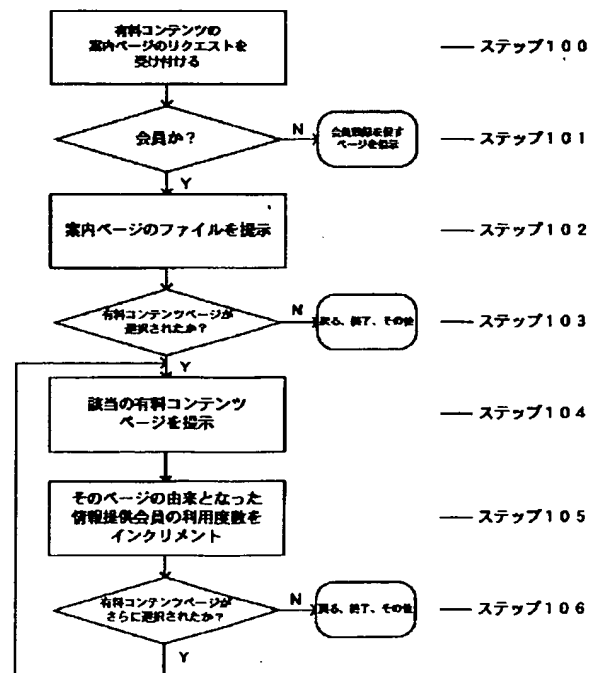 有料コンテンツの
案内ページのリクエストを
受け付ける
ステップ100
会員か？
N
会員登録を促す
ページを提示
ステップ101
Y
案内ページのファイルを提示
ステップ102
有料コンテンツページが
選択されたか？
N
戻る、終了、その後
ステップ103
Y
該当の有料コンテンツ
ページを提示
ステップ104
そのページの由来となった
情報提供会員の利用度数を
インクリメント
ステップ105
有料コンテンツページが
さらに選択されたか？
N
戻る、終了、その後
ステップ106
Y